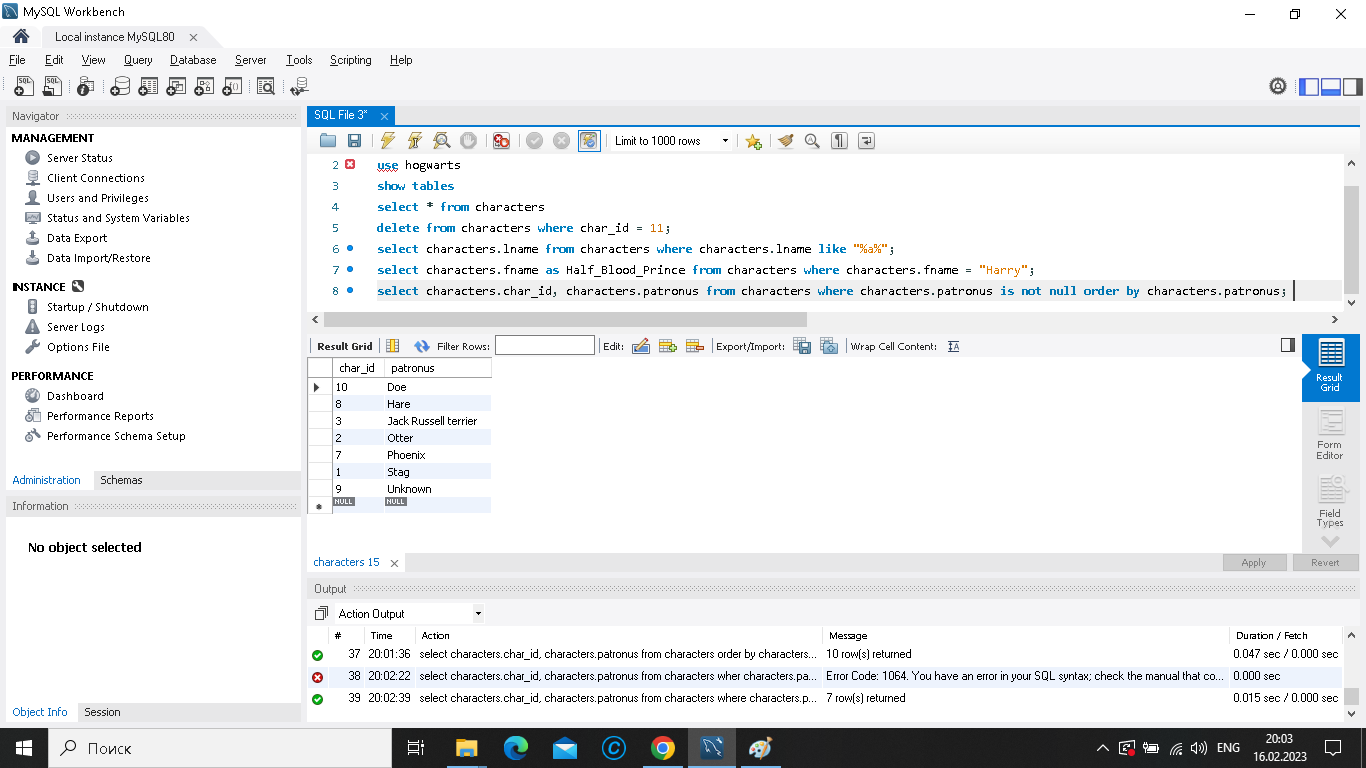 MySQL Workbench
Local instance MySQL80
File Edit View Query Database Server Tools Scripting Help
Navigator
MANAGEMENT
Server Status
Client Connections
Users and Privileges
Status and System Variables
Data Export
Data Import/Restore
INSTANCE
Startup / Shutdown
Server Logs
Options File
PERFORMANCE
Dashboard
Performance Reports
Performance Schema Setup
Administration Schemas
Information
No object selected
Object Info Session
SQL File 3*
Limit to 1000 rows
2 use hogwarts
3 show tables
4 select * from characters
5 delete from characters where char_id = 11;
6 select characters.lname from characters where characters.lname like "%a%";
7 select characters.fname as Half_Blood_Prince from characters where characters.fname = "Harry";
8 select characters.char_id, characters.patronus from characters where characters.patronus is not null order by characters.patronus;
Result Grid Filter Rows: Edit: Export/Import: Wrap Cell Content:
char_id patronus
10 Doe
8 Hare
3 Jack Russell terrier
2 Otter
7 Phoenix
1 Stag
9 Unknown
NULL NULL
Result Grid
Form Editor
Field Types
characters 15
Apply Revert
Output
Action Output
# Time Action Message Duration / Fetch
37 20:01:36 select characters.char_id, characters.patronus from characters order by characters... 10 row(s) returned 0.047 sec / 0.000 sec
38 20:02:22 select characters.char_id, characters.patronus from characters wher characters.pa... Error Code: 1064. You have an error in your SQL syntax; check the manual that co... 0.000 sec
39 20:02:39 select characters.char_id, characters.patronus from characters where characters.p... 7 row(s) returned 0.015 sec / 0.000 sec
Поиск
ENG
20:03
16.02.2023